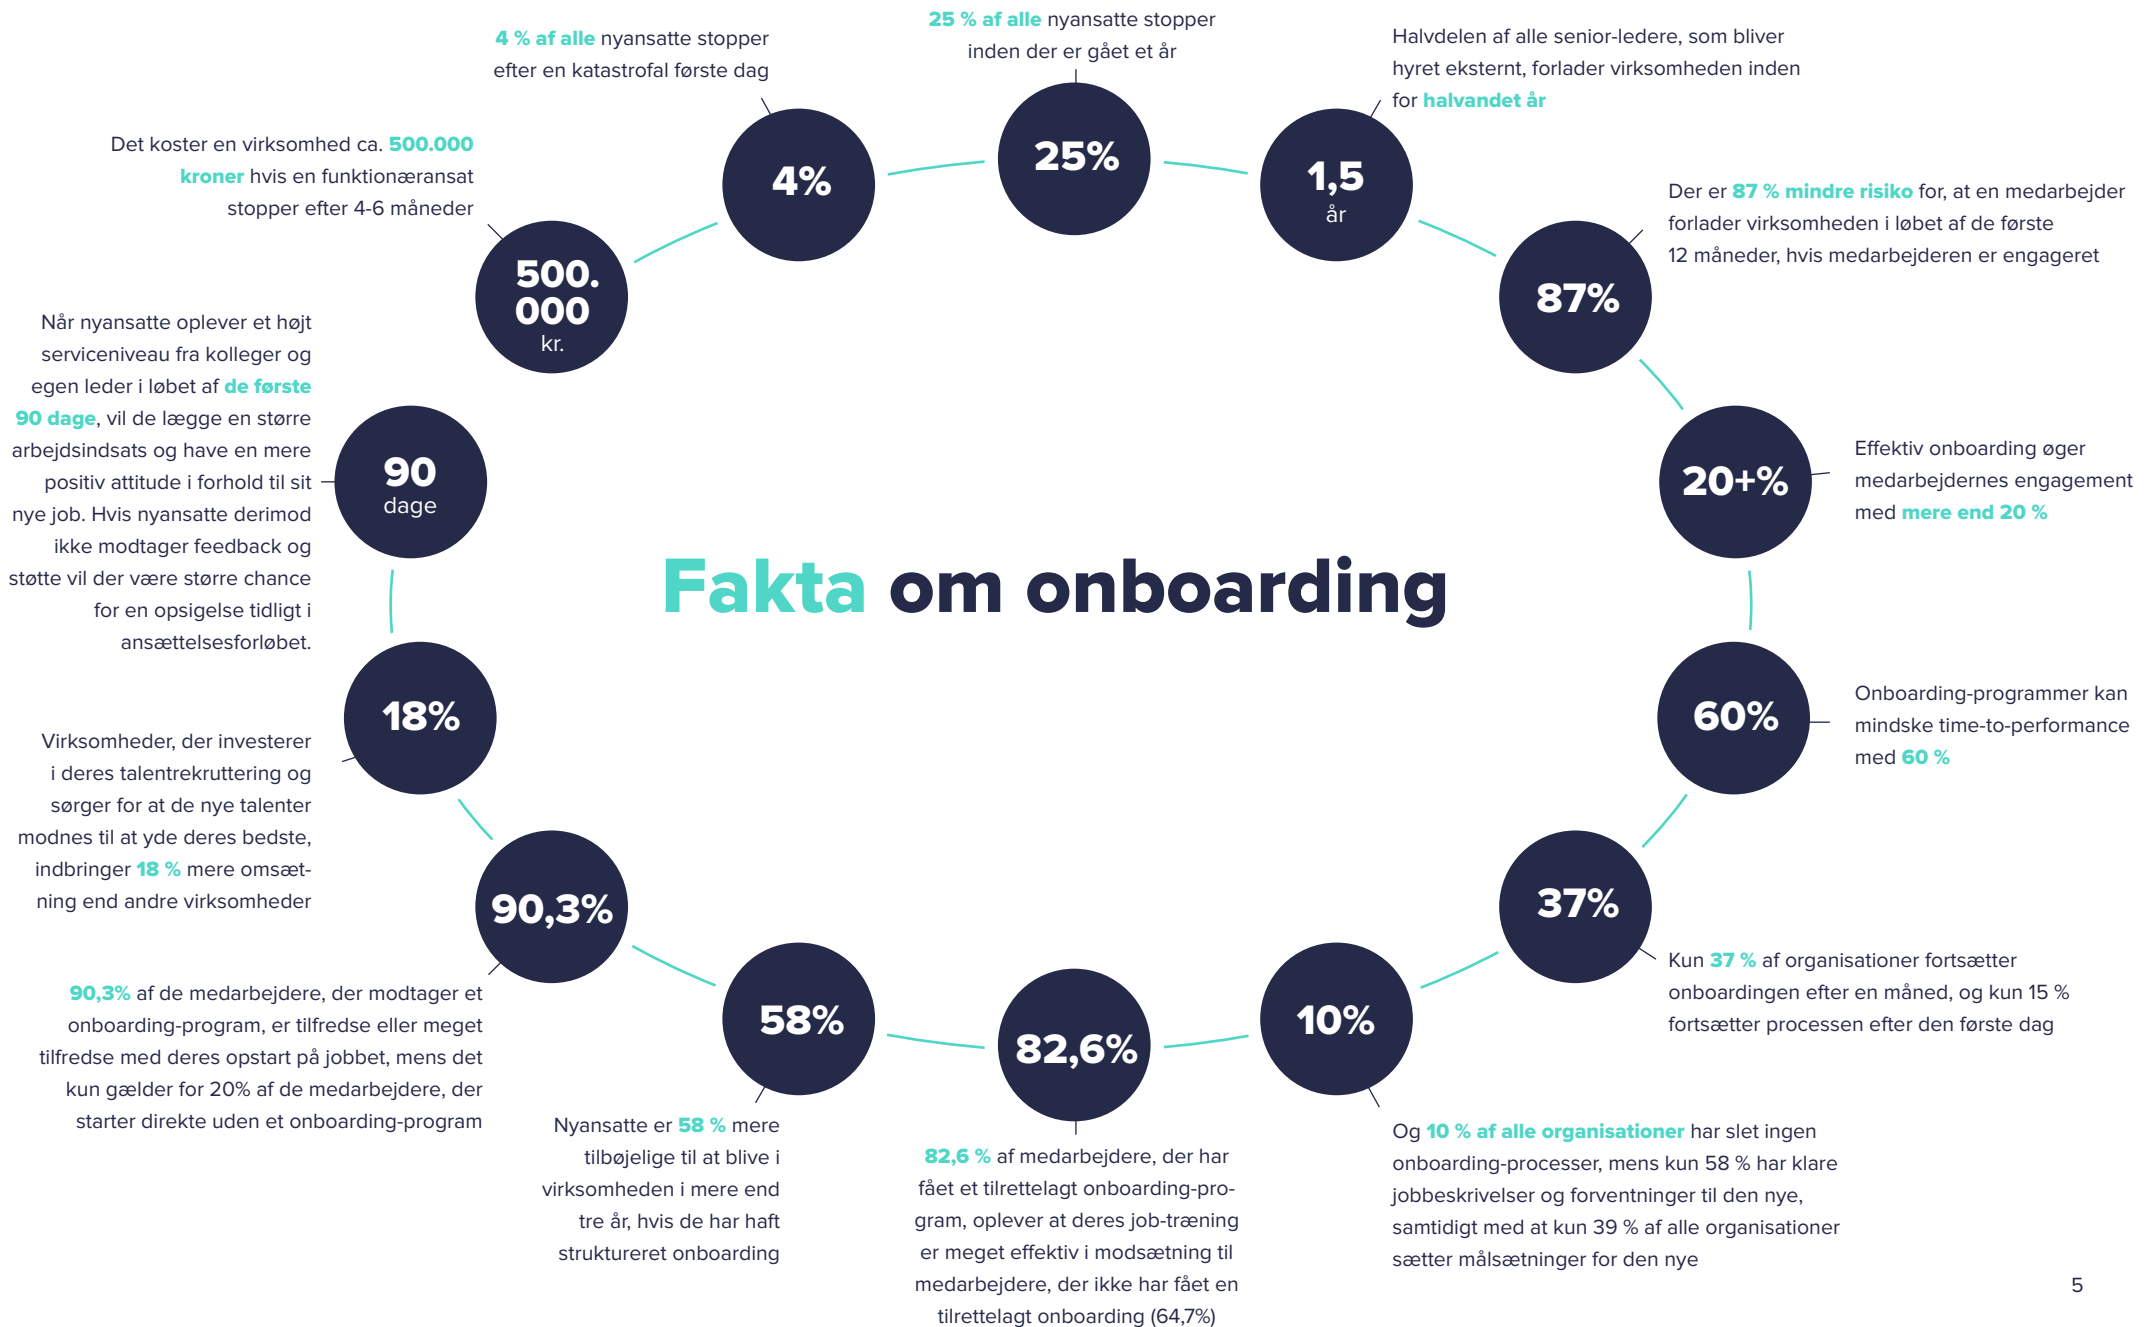 4 % af alle nyansatte stopper
efter en katastrofal første dag
4%
25 % af alle nyansatte stopper
inden der er gået et år
25%
Halvdelen af alle senior-ledere, som bliver
hyret eksternt, forlader virksomheden inden
for halvandet år
1,5
år
Der er 87 % mindre risiko for, at en medarbejder
forlader virksomheden i løbet af de første
12 måneder, hvis medarbejderen er engageret
87%
Effektiv onboarding øger
medarbejdernes engagement
med mere end 20 %
20+%
Onboarding-programmer kan
mindske time-to-performance
med 60 %
60%
Kun 37 % af organisationer fortsætter
onboardingen efter en måned, og kun 15 %
fortsætter processen efter den første dag
37%
Og 10 % af alle organisationer har slet ingen
onboarding-processer, mens kun 58 % har klare
jobbeskrivelser og forventninger til den nye,
samtidigt med at kun 39 % af alle organisationer
sætter målsætninger for den nye
10%
82,6%
82,6 % af medarbejdere, der har
fået et tilrettelagt onboarding-pro-
gram, oplever at deres job-træning
er meget effektiv i modsætning til
medarbejdere, der ikke har fået en
tilrettelagt onboarding (64,7%)
58%
Nyansatte er 58 % mere
tilbøjelige til at blive i
virksomheden i mere end
tre år, hvis de har haft
struktureret onboarding
90,3%
90,3% af de medarbejdere, der modtager et
onboarding-program, er tilfredse eller meget
tilfredse med deres opstart på jobbet, mens det
kun gælder for 20% af de medarbejdere, der
starter direkte uden et onboarding-program
18%
Virksomheder, der investerer
i deres talentrekruttering og
sørger for at de nye talenter
modnes til at yde deres bedste,
indbringer 18 % mere omsæt-
ning end andre virksomheder
90
dage
Når nyansatte oplever et højt
serviceniveau fra kolleger og
egen leder i løbet af de første
90 dage, vil de lægge en større
arbejdsindsats og have en mere
positiv attitude i forhold til sit
nye job. Hvis nyansatte derimod
ikke modtager feedback og
støtte vil der være større chance
for en opsigelse tidligt i
ansættelsesforløbet.
Det koster en virksomhed ca. 500.000
kroner hvis en funktionæransat
stopper efter 4-6 måneder
500.
000
kr.
Fakta om onboarding
5